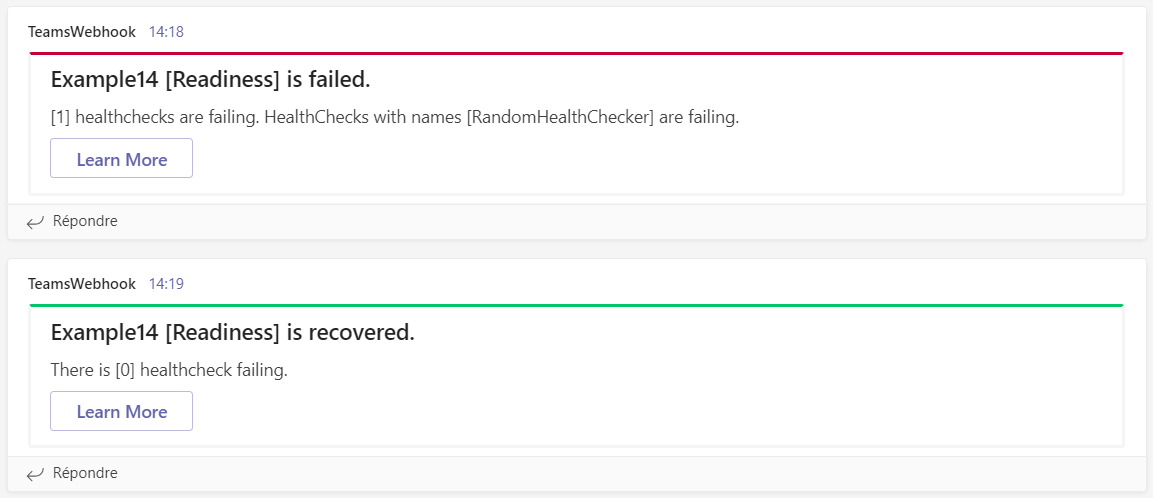 TeamsWebhook 14:18
Example14 [Readiness] is failed.
[1] healthchecks are failing. HealthChecks with names [RandomHealthChecker] are failing.
Learn More
Répondre
TeamsWebhook 14:19
Example14 [Readiness] is recovered.
There is [0] healthcheck failing.
Learn More
Répondre